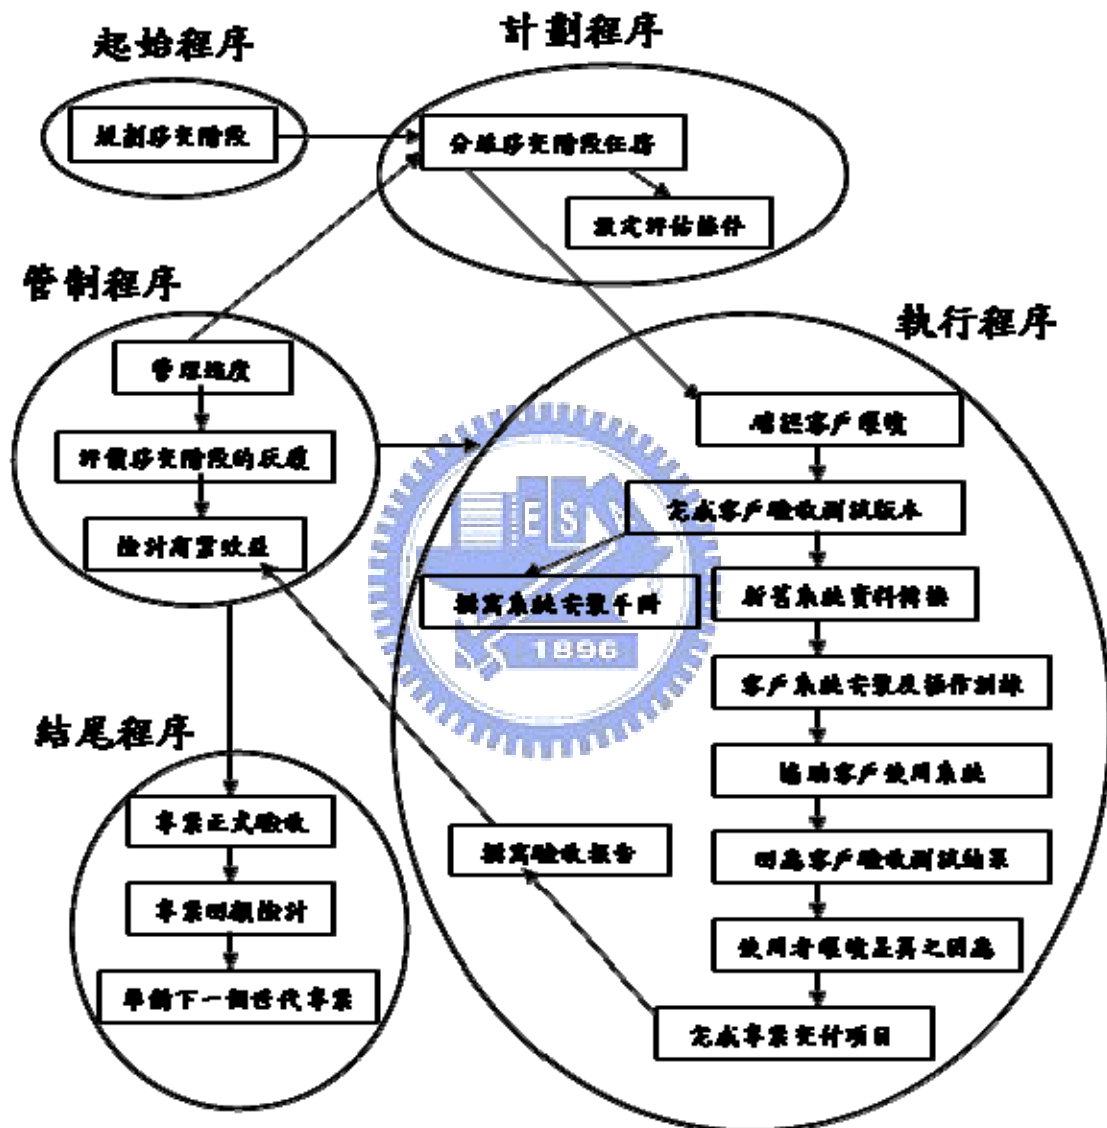 起始程序
計劃程序
規劃移交階段
分維移交階段任務
設定評估條件
管制程序
執行程序
管理進度
評價移交階段的反應
檢討商業效益
確認客戶環境
完成客戶驗收測試版本
撰寫系統安裝手冊
新舊系統資料轉換
客戶系統安裝及操作訓練
協助客戶使用系統
回應客戶驗收測試結果
使用者環境差異之回應
完成專案交付項目
撰寫驗收報告
結尾程序
專案正式驗收
專案回顧檢討
準備下一個世代專案
ES
1896